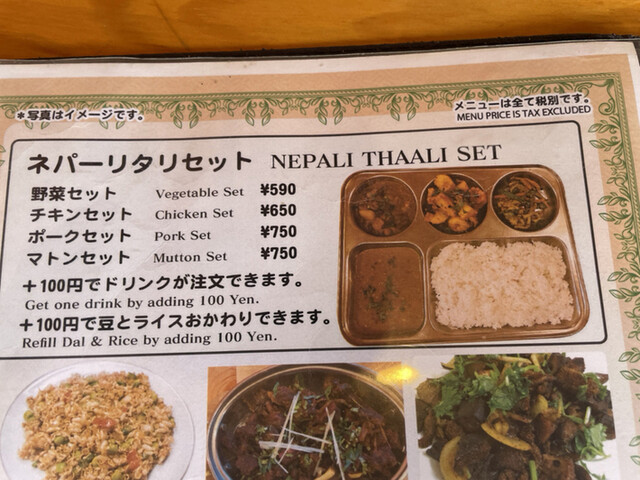 *写真はイメージです。
メニューは全て税別です。
MENU PRICE IS TAX EXCLUDED
ネパーリタリセット NEPALI THAALI SET
野菜セット Vegetable Set ¥590
チキンセット Chicken Set ¥650
ポークセット Pork Set ¥750
マトンセット Mutton Set ¥750
+100円でドリンクが注文できます。
Get one drink by adding 100 Yen.
+100円で豆とライスおかわりできます。
Refill Dal & Rice by adding 100 Yen.